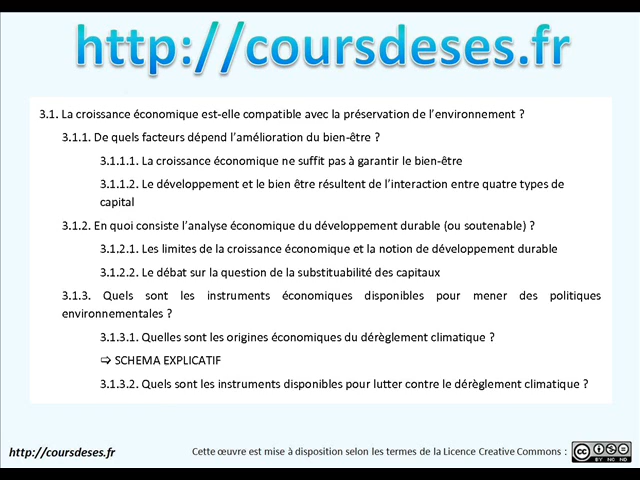 http://coursdeses.fr
3.1. La croissance économique est-elle compatible avec la préservation de l’environnement ?
3.1.1. De quels facteurs dépend l’amélioration du bien-être ?
3.1.1.1. La croissance économique ne suffit pas à garantir le bien-être
3.1.1.2. Le développement et le bien être résultent de l’interaction entre quatre types de
capital
3.1.2. En quoi consiste l’analyse économique du développement durable (ou soutenable) ?
3.1.2.1. Les limites de la croissance économique et la notion de développement durable
3.1.2.2. Le débat sur la question de la substituabilité des capitaux
3.1.3. Quels sont les instruments économiques disponibles pour mener des politiques
environnementales ?
3.1.3.1. Quelles sont les origines économiques du dérèglement climatique ?
⇨ SCHEMA EXPLICATIF
3.1.3.2. Quels sont les instruments disponibles pour lutter contre le dérèglement climatique ?
http://coursdeses.fr
Cette œuvre est mise à disposition selon les termes de la Licence Creative Commons :
cc
BY NC ND